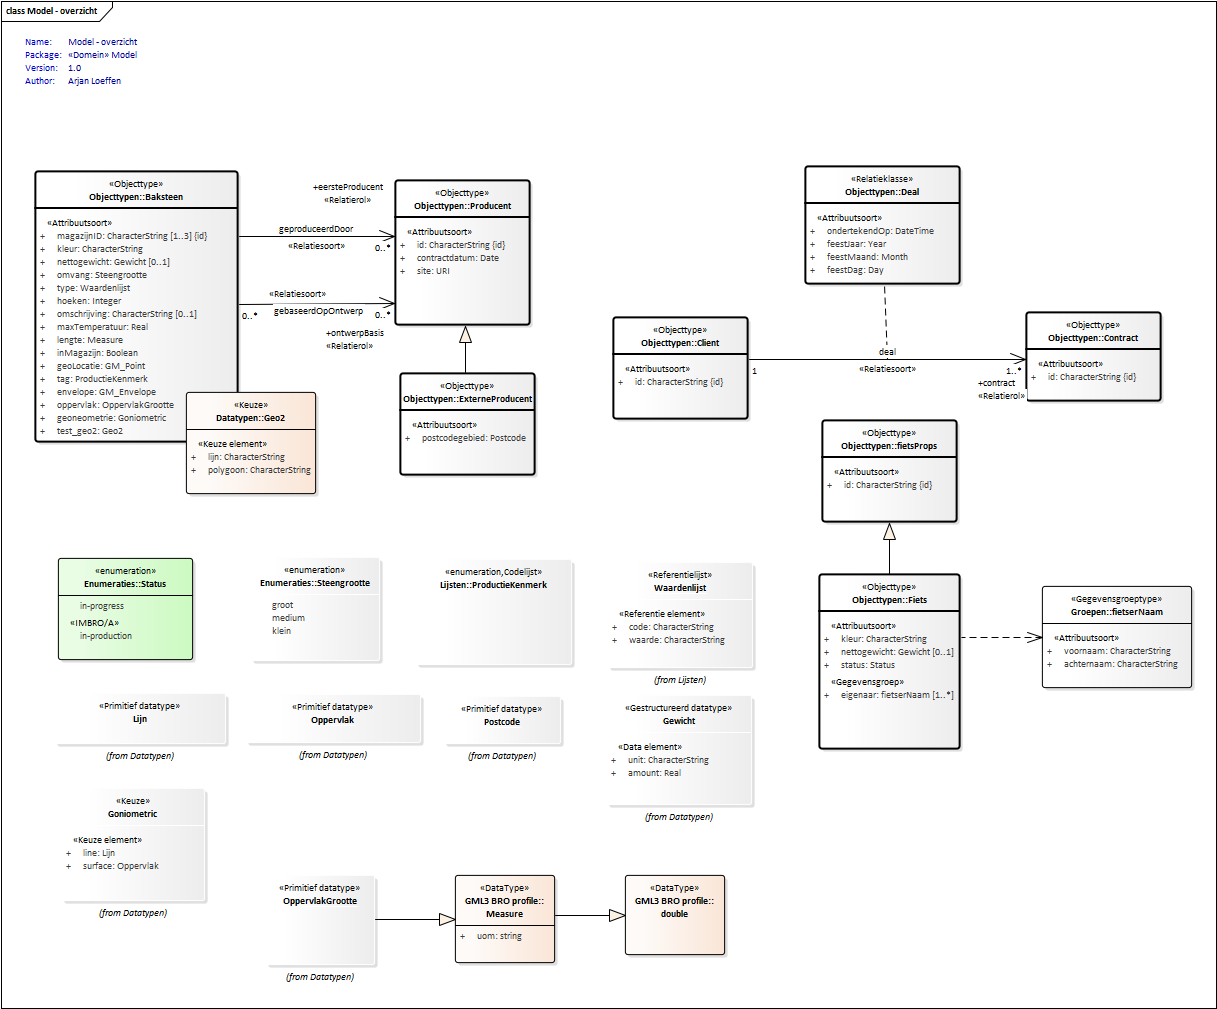 class Model - overzicht
Name: Model - overzicht
Package: «Domein» Model
Version: 1.0
Author: Arjan Loeffen
«Objecttype»
Objecttypen::Baksteen
«Attribuutsoort»
+ magazijnID: CharacterString [1..3] {id}
+ kleur: CharacterString
+ nettogewicht: Gewicht [0..1]
+ omvang: Steengrootte
+ type: Waardenlijst
+ hoeken: Integer
+ omschrijving: CharacterString [0..1]
+ maxTemperatuur: Real
+ lengte: Measure
+ inMagazijn: Boolean
+ geoLocatie: GM_Point
+ tag: ProductieKenmerk
+ envelope: GM_Envelope
+ oppervlak: OppervlakGrootte
+ geoneometrie: Goniometric
+ test_geo2: Geo2
«Keuze»
Datatypen::Geo2
«Keuze element»
+ lijn: CharacterString
+ polygoon: CharacterString
+eersteProducent
«Relatierol»
geproduceerdDoor
«Relatiesoort»
0..*
«Relatiesoort»
gebaseerdOpOntwerp
0..*
0..*
+ontwerpBasis
«Relatierol»
«Objecttype»
Objecttypen::Producent
«Attribuutsoort»
+ id: CharacterString {id}
+ contractdatum: Date
+ site: URI
«Objecttype»
Objecttypen::ExterneProducent
«Attribuutsoort»
+ postcodegebied: Postcode
«Relatieklasse»
Objecttypen::Deal
«Attribuutsoort»
+ ondertekendOp: DateTime
+ feestJaar: Year
+ feestMaand: Month
+ feestDag: Day
«Objecttype»
Objecttypen::Client
«Attribuutsoort»
+ id: CharacterString {id}
deal
1
«Relatiesoort»
1..*
+contract
«Relatierol»
«Objecttype»
Objecttypen::Contract
«Attribuutsoort»
+ id: CharacterString {id}
«Objecttype»
Objecttypen::fietsProps
«Attribuutsoort»
+ id: CharacterString {id}
«Objecttype»
Objecttypen::Fiets
«Attribuutsoort»
+ kleur: CharacterString
+ nettogewicht: Gewicht [0..1]
+ status: Status
«Gegevensgroep»
+ eigenaar: fietserNaam [1..*]
«Gegevensgroeptype»
Groepen::fietserNaam
«Attribuutsoort»
+ voornaam: CharacterString
+ achternaam: CharacterString
«enumeration»
Enumeraties::Status
in-progress
«IMBRO/A»
in-production
«enumeration»
Enumeraties::Steengrootte
groot
medium
klein
«enumeration,Codelijst»
Lijsten::ProductieKenmerk
«Referentielijst»
Waardenlijst
«Referentie element»
+ code: CharacterString
+ waarde: CharacterString
(from Lijsten)
«Primitief datatype»
Lijn
(from Datatypen)
«Primitief datatype»
Oppervlak
(from Datatypen)
«Primitief datatype»
Postcode
(from Datatypen)
«Gestructureerd datatype»
Gewicht
«Data element»
+ unit: CharacterString
+ amount: Real
(from Datatypen)
«Keuze»
Goniometric
«Keuze element»
+ line: Lijn
+ surface: Oppervlak
(from Datatypen)
«Primitief datatype»
OppervlakGrootte
(from Datatypen)
«DataType»
GML3 BRO profile::
Measure
+ uom: string
«DataType»
GML3 BRO profile::
double